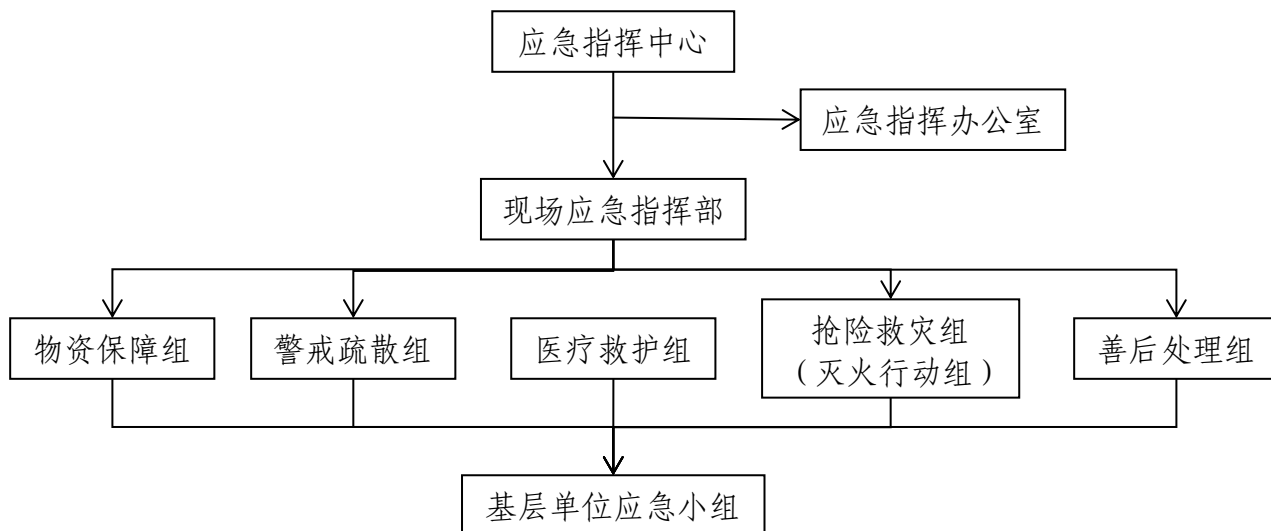 应急指挥中心
应急指挥办公室
现场应急指挥部
物资保障组
警戒疏散组
医疗救护组
抢险救灾组
（灭火行动组）
善后处理组
基层单位应急小组